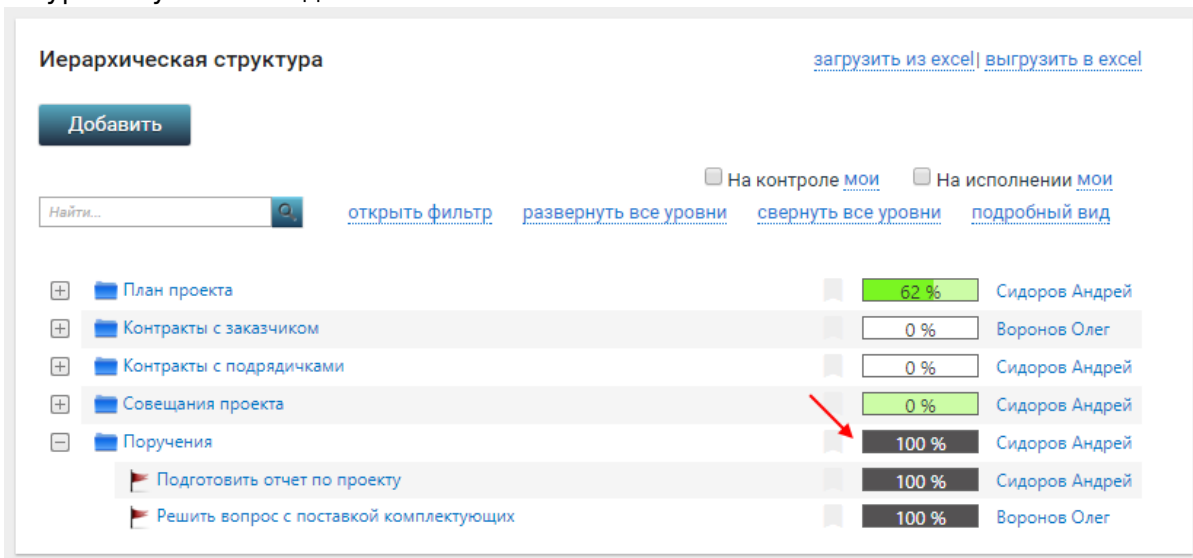 Иерархическая структура
загрузить из excel| выгрузить в excel
Добавить
На контроле мои На исполнении мои
Найти... открыть фильтр развернуть все уровни свернуть все уровни подробный вид
План проекта 62 % Сидоров Андрей
Контракты с заказчиком 0 % Воронов Олег
Контракты с подрядичками 0 % Сидоров Андрей
Совещания проекта 0 % Сидоров Андрей
Поручения 100 % Сидоров Андрей
Подготовить отчет по проекту 100 % Сидоров Андрей
Решить вопрос с поставкой комплектующих 100 % Воронов Олег